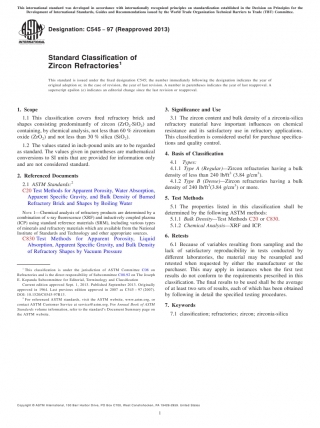 This international standard was developed in accordance with internationally recognized principles on standardization established in the Decision on Principles for the
Development of International Standards, Guides and Recommendations issued by the World Trade Organization Technical Barriers to Trade (TBT) Committee.
Designation: C545 – 97 (Reapproved 2013)
INTERNATIONAL
Standard Classification of
Zircon Refractories¹
This standard is issued under the fixed designation C545; the number immediately following the designation indicates the year of
original adoption or, in the case of revision, the year of last revision. A number in parentheses indicates the year of last reapproval. A
superscript epsilon (ε) indicates an editorial change since the last revision or reapproval.
1. Scope
1.1 This classification covers fired refractory brick and
shapes consisting predominantly of zircon (ZrO₂·SiO₂) and
containing, by chemical analysis, not less than 60 % zirconium
oxide (ZrO₂) and not less than 30 % silica (SiO₂).
1.2 The values stated in inch-pound units are to be regarded
as standard. The values given in parentheses are mathematical
conversions to SI units that are provided for information only
and are not considered standard.
2. Referenced Documents
2.1 ASTM Standards:²
C20 Test Methods for Apparent Porosity, Water Absorption,
Apparent Specific Gravity, and Bulk Density of Burned
Refractory Brick and Shapes by Boiling Water
NOTE 1—Chemical analysis of refractory products are determined by a
combination of x-ray fluorescence (XRF) and inductively coupled plasma
(ICP) using standard reference materials (SRM), including various types
of minerals and refractory materials which are available from the National
Institute of Standards and Technology and other appropriate sources.
C830 Test Methods for Apparent Porosity, Liquid
Absorption, Apparent Specific Gravity, and Bulk Density
of Refractory Shapes by Vacuum Pressure
¹ This classification is under the jurisdiction of ASTM Committee C08 on
Refractories and is the direct responsibility of Subcommittee C08.92 on The Joseph
E. Kopanda Subcommittee for Editorial, Terminology and Classification.
Current edition approved Sept. 1, 2013. Published September 2013. Originally
approved in 1964. Last previous edition approved in 2007 as C545 – 97 (2007).
DOI: 10.1520/C0545-97R13.
² For referenced ASTM standards, visit the ASTM website, www.astm.org, or
contact ASTM Customer Service at service@astm.org. For Annual Book of ASTM
Standards volume information, refer to the standard's Document Summary page on
the ASTM website.
3. Significance and Use
3.1 The zircon content and bulk density of a zirconia-silica
refractory material have important influences on chemical
resistance and its satisfactory use in refractory applications.
This classification is considered useful for purchase specifica-
tions and quality control.
4. Basis of Classification
4.1 Types:
4.1.1 Type A (Regular)—Zircon refractories having a bulk
density of less than 240 lb/ft³ (3.84 g/cm³).
4.1.2 Type B (Dense)—Zircon refractories having a bulk
density of 240 lb/ft³(3.84 g/cm³) or more.
5. Test Methods
5.1 The properties listed in this classification shall be
determined by the following ASTM methods:
5.1.1 Bulk Density—Test Methods C20 or C830.
5.1.2 Chemical Analysis—XRF and ICP.
6. Retests
6.1 Because of variables resulting from sampling and the
lack of satisfactory reproducibility in tests conducted by
different laboratories, the material may be resampled and
retested when requested by either the manufacturer or the
purchaser. This may apply in instances when the first test
results do not conform to the requirements prescribed in this
classification. The final results to be used shall be the average
of at least two sets of results, each of which has been obtained
by following in detail the specified testing procedures.
7. Keywords
7.1 classification; refractories; zircon; zirconia-silica
Copyright © ASTM International, 100 Barr Harbor Drive, PO Box C700, West Conshohocken, PA 19428-2959. United States
1